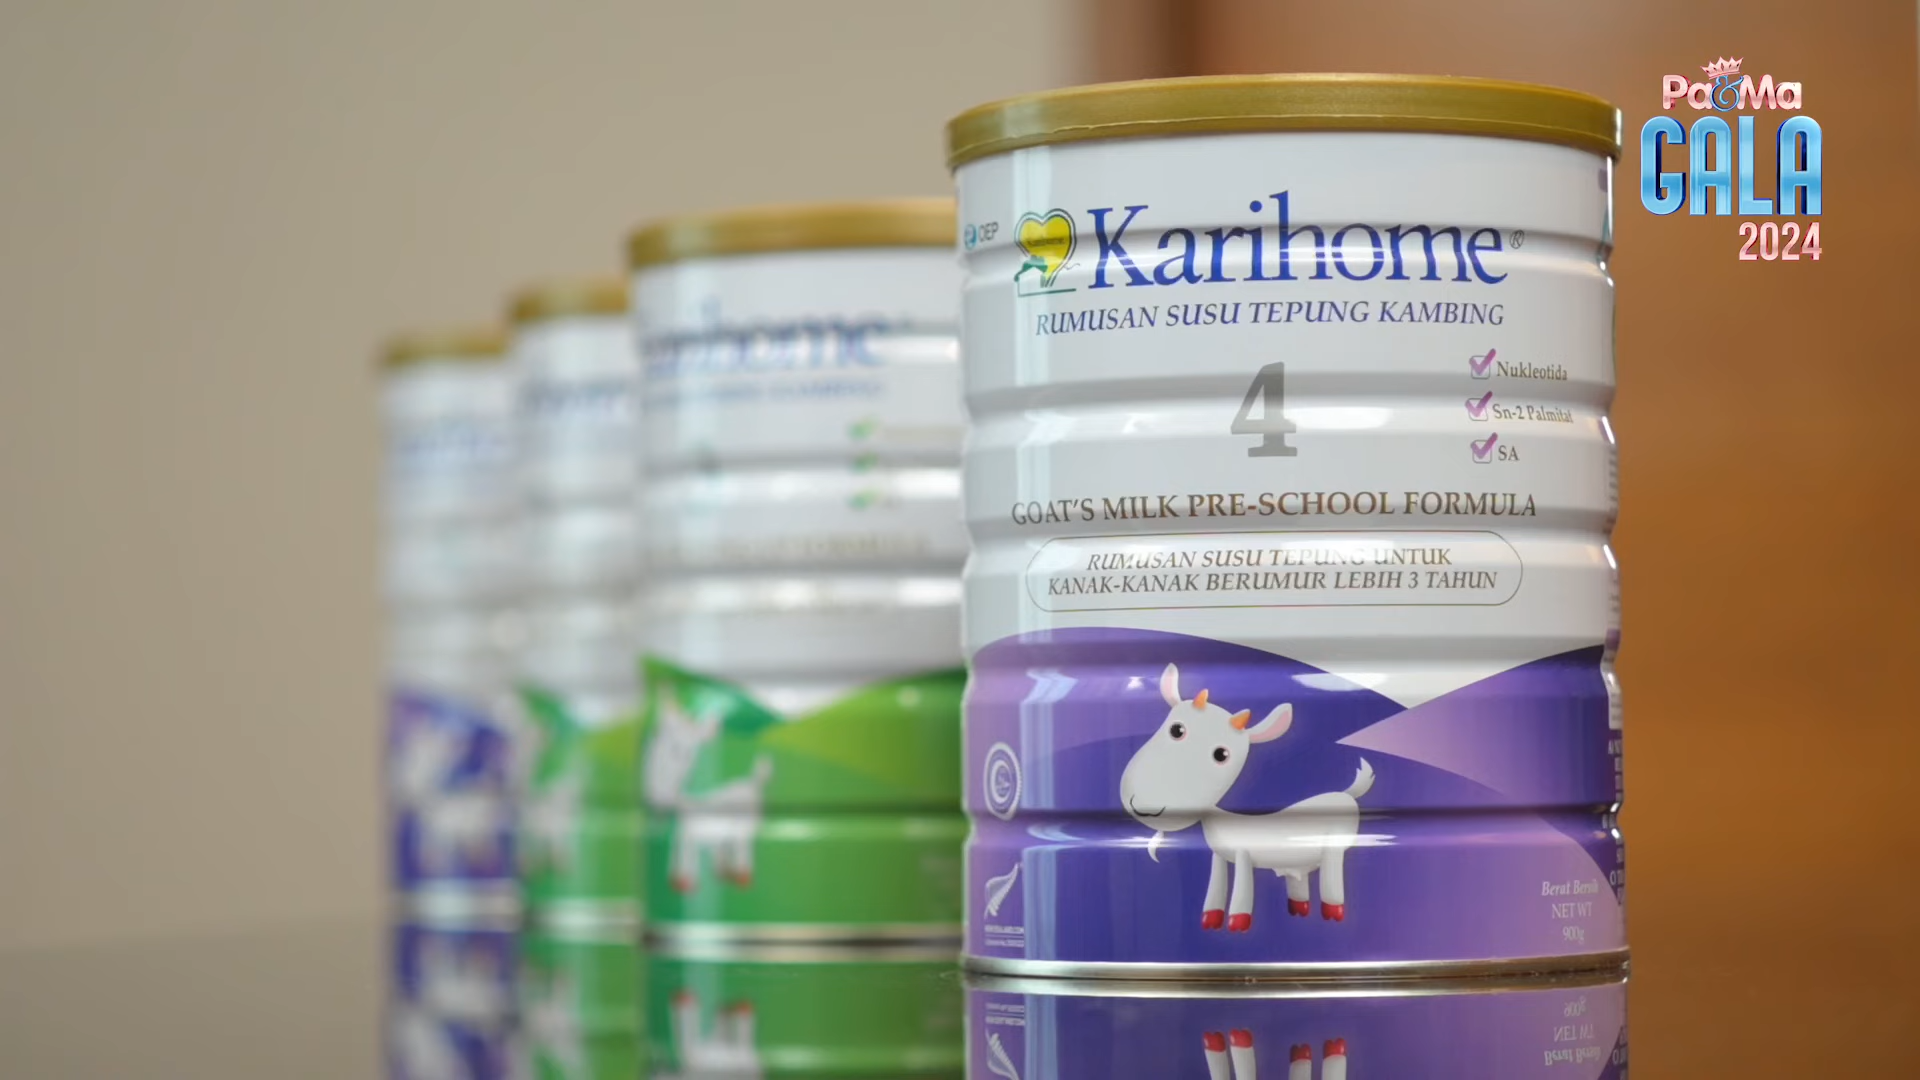 Pa&Ma
GALA
2024
OEP
Karihome®
RUMUSAN SUSU TEPUNG KAMBING
4
Nukleotida
Sn-2 Palmitat
SA
GOAT'S MILK PRE-SCHOOL FORMULA
RUMUSAN SUSU TEPUNG UNTUK
KANAK-KANAK BERUMUR LEBIH 3 TAHUN
Berat Bersih
NET WT
900g